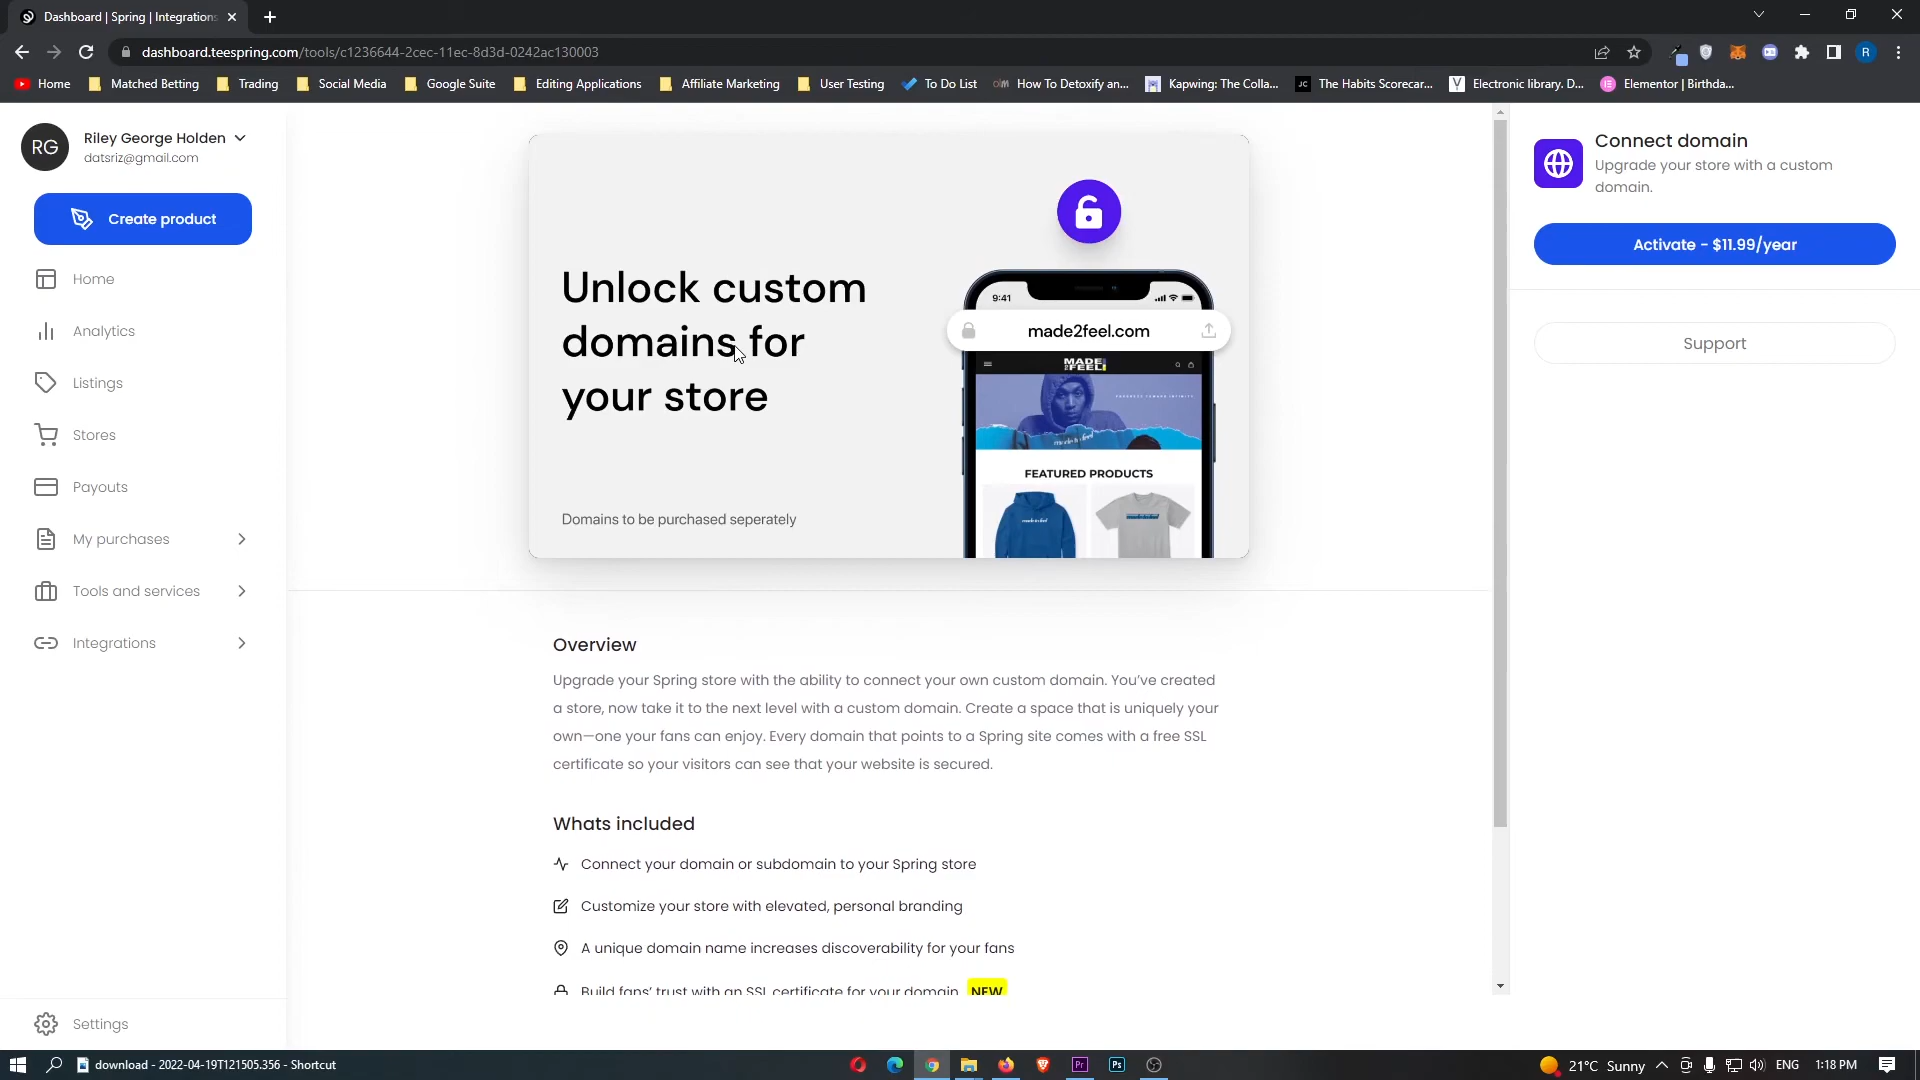 Dashboard | Spring | Integrations
dashboard.teespring.com/tools/c1236644-2cec-11ec-8d3d-0242ac130003
R
Home
Matched Betting
Trading
Social Media
Google Suite
Editing Applications
Affiliate Marketing
User Testing
To Do List
How To Detoxify an...
Kapwing: The Colla...
JC
The Habits Scorecar...
Electronic library. D...
Elementor | Birthda...
RG
Riley George Holden
datsriz@gmail.com
Create product
Home
Analytics
Listings
Stores
Payouts
My purchases
Tools and services
Integrations
Settings
Unlock custom
domains for
your store
Domains to be purchased seperately
9:41
made2feel.com
MADE
2 FEEL
FEATURED PRODUCTS
Overview
Upgrade your Spring store with the ability to connect your own custom domain. You've created
a store, now take it to the next level with a custom domain. Create a space that is uniquely your
own—one your fans can enjoy. Every domain that points to a Spring site comes with a free SSL
certificate so your visitors can see that your website is secured.
Whats included
Connect your domain or subdomain to your Spring store
Customize your store with elevated, personal branding
A unique domain name increases discoverability for your fans
Build fans' trust with an SSL certificate for your domain NEW
Connect domain
Upgrade your store with a custom
domain.
Activate - $11.99/year
Support
download - 2022-04-19T121505.356 - Shortcut
Pr
Ps
21°C Sunny
ENG
1:18 PM